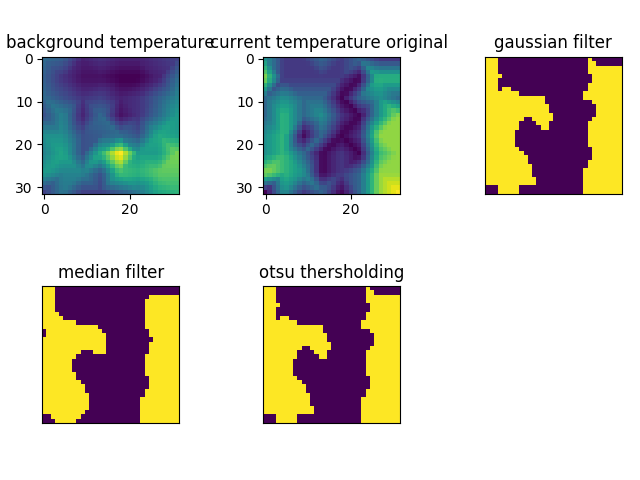 background temperature
current temperature original
gaussian filter
0
10
20
30
0
20
0
10
20
30
0
20
median filter
otsu thersholding